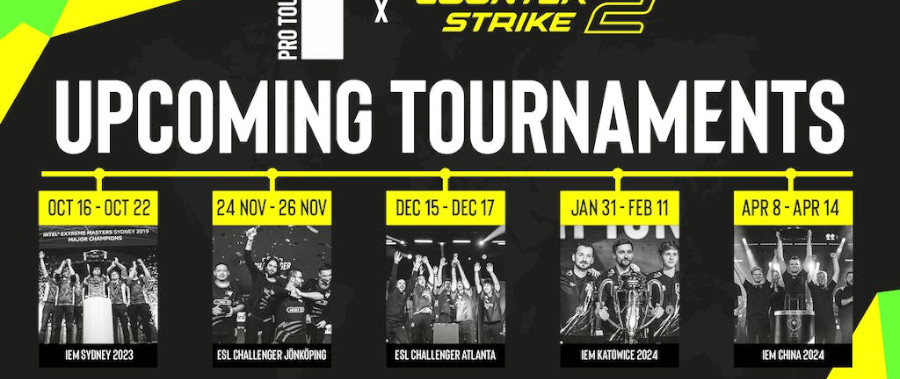 PRO TOU
X
COUNTER
STRIKE 2
UPCOMING TOURNAMENTS
OCT 16 - OCT 22
24 NOV - 26 NOV
DEC 15 - DEC 17
JAN 31 - FEB 11
APR 8 - APR 14
INTEL® EXTREME MASTERS SYDNEY 2019
MAJOR CHAMPIONS
IEM SYDNEY 2023
ESL CHALLENGER JÖNKÖPING
ESL CHALLENGER ATLANTA
IEM KATOWICE 2024
IEM CHINA 2024